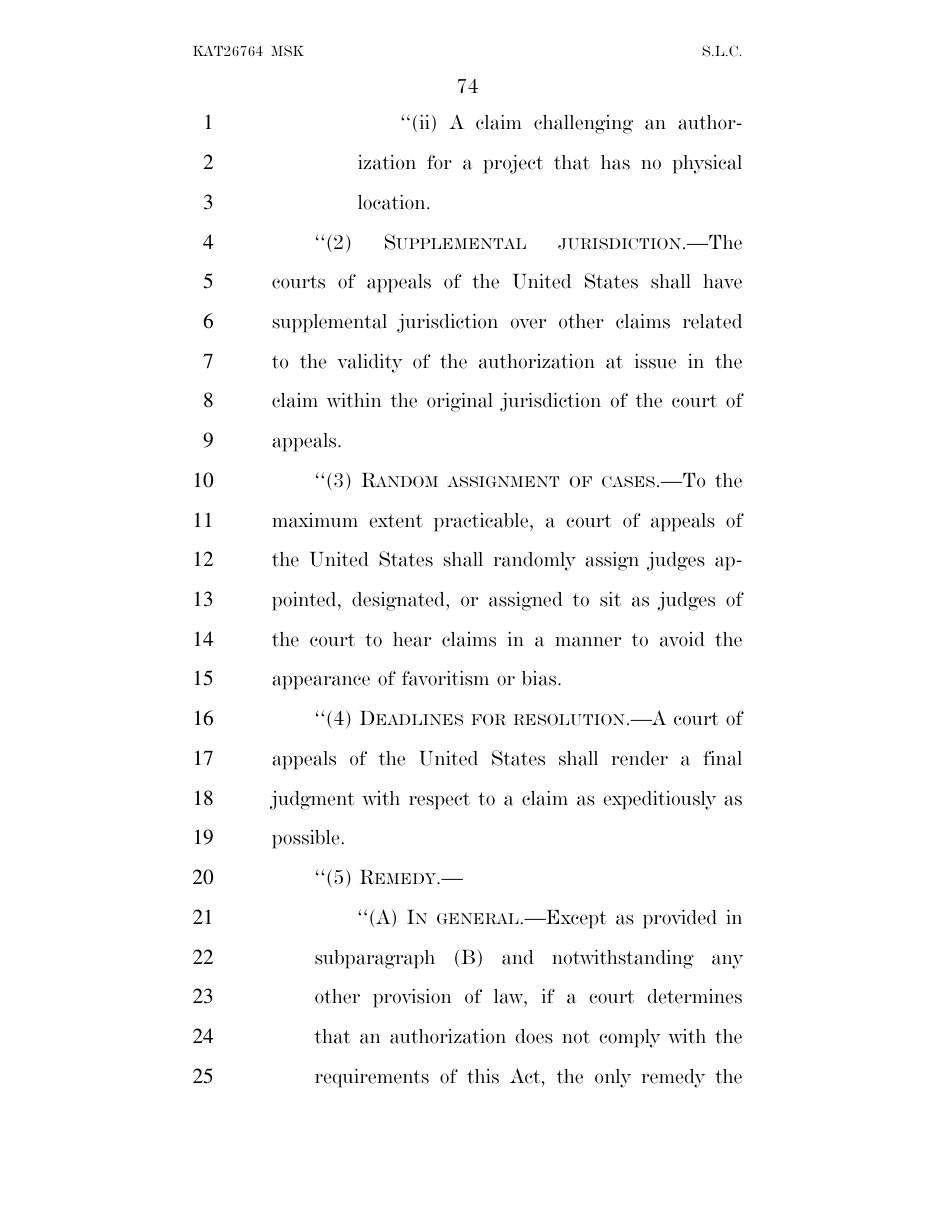 KAT26764 MSK S.L.C.
74
1 ‘‘(ii) A claim challenging an author-
2 ization for a project that has no physical
3 location.
4 ‘‘(2) SUPPLEMENTAL JURISDICTION.—The
5 courts of appeals of the United States shall have
6 supplemental jurisdiction over other claims related
7 to the validity of the authorization at issue in the
8 claim within the original jurisdiction of the court of
9 appeals.
10 ‘‘(3) RANDOM ASSIGNMENT OF CASES.—To the
11 maximum extent practicable, a court of appeals of
12 the United States shall randomly assign judges ap-
13 pointed, designated, or assigned to sit as judges of
14 the court to hear claims in a manner to avoid the
15 appearance of favoritism or bias.
16 ‘‘(4) DEADLINES FOR RESOLUTION.—A court of
17 appeals of the United States shall render a final
18 judgment with respect to a claim as expeditiously as
19 possible.
20 ‘‘(5) REMEDY.—
21 ‘‘(A) IN GENERAL.—Except as provided in
22 subparagraph (B) and notwithstanding any
23 other provision of law, if a court determines
24 that an authorization does not comply with the
25 requirements of this Act, the only remedy the